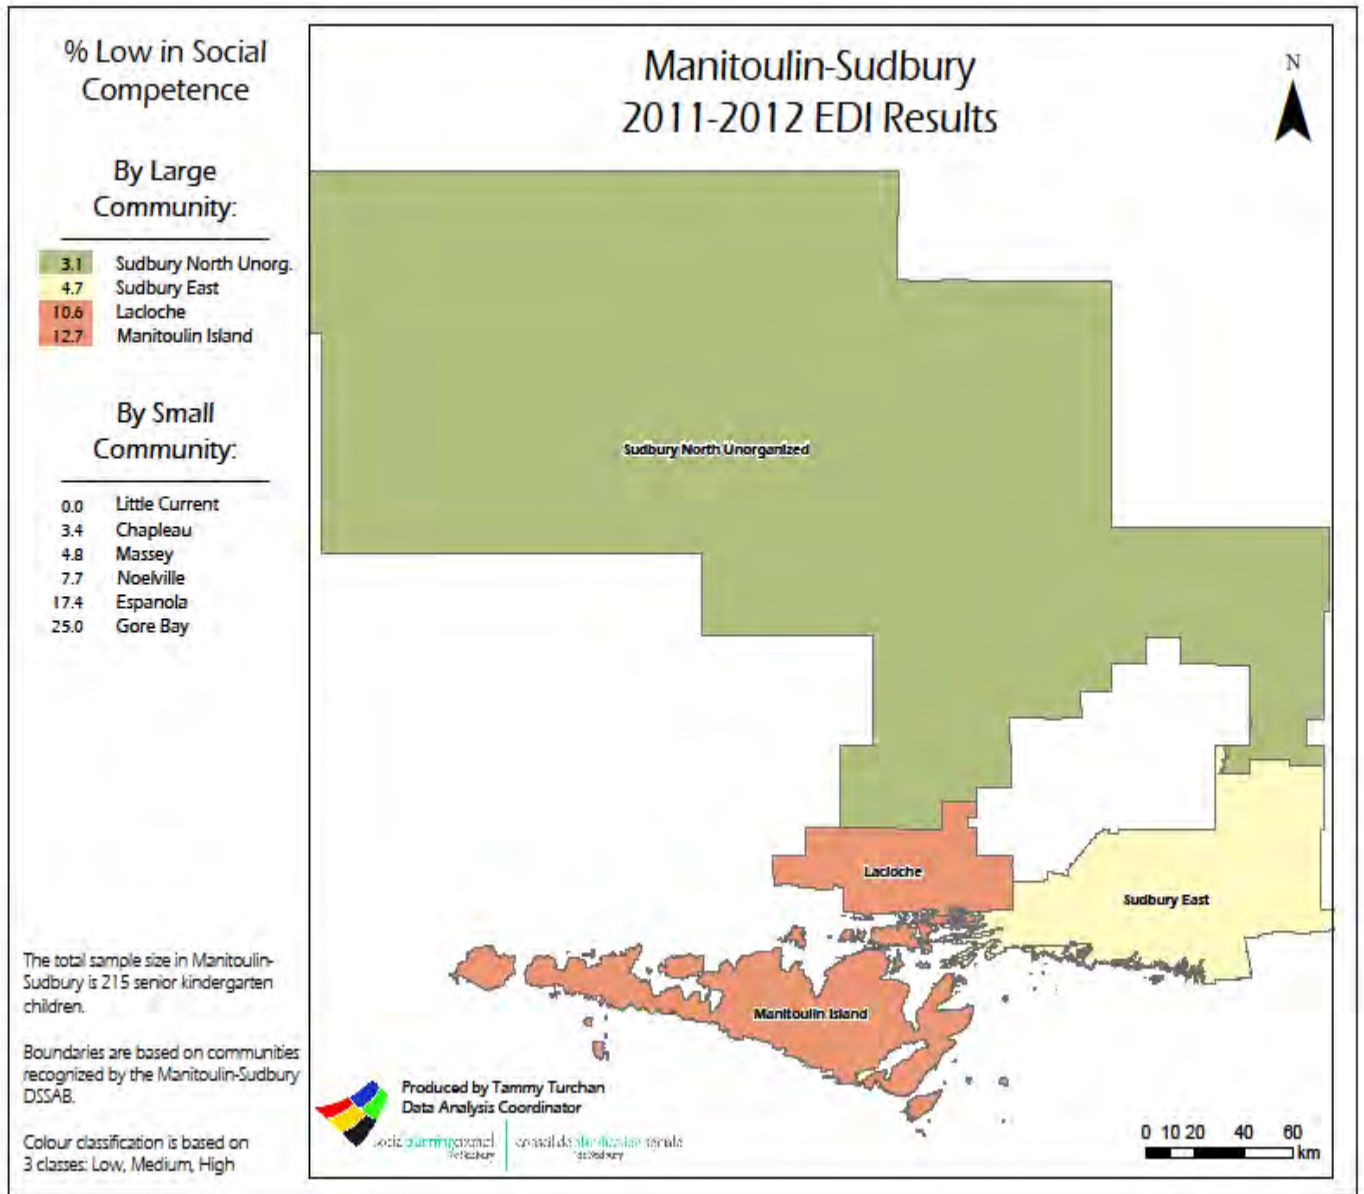 % Low in Social
Competence
By Large
Community:
3.1 Sudbury North Unorg.
4.7 Sudbury East
10.6 Lacloche
12.7 Manitoulin Island
By Small
Community:
0.0 Little Current
3.4 Chapleau
4.8 Massey
7.7 Noelville
17.4 Espanola
25.0 Gore Bay
The total sample size in Manitoulin-
Sudbury is 215 senior kindergarten
children.
Boundaries are based on communities
recognized by the Manitoulin-Sudbury
DSSAB.
Colour classification is based on
3 classes: Low, Medium, High
Manitoulin-Sudbury
2011-2012 EDI Results
N
Sudbury North Unorganized
Lacloche
Sudbury East
Manitoulin Island
Produced by Tammy Turchan
Data Analysis Coordinator
0 10 20 40 60
km